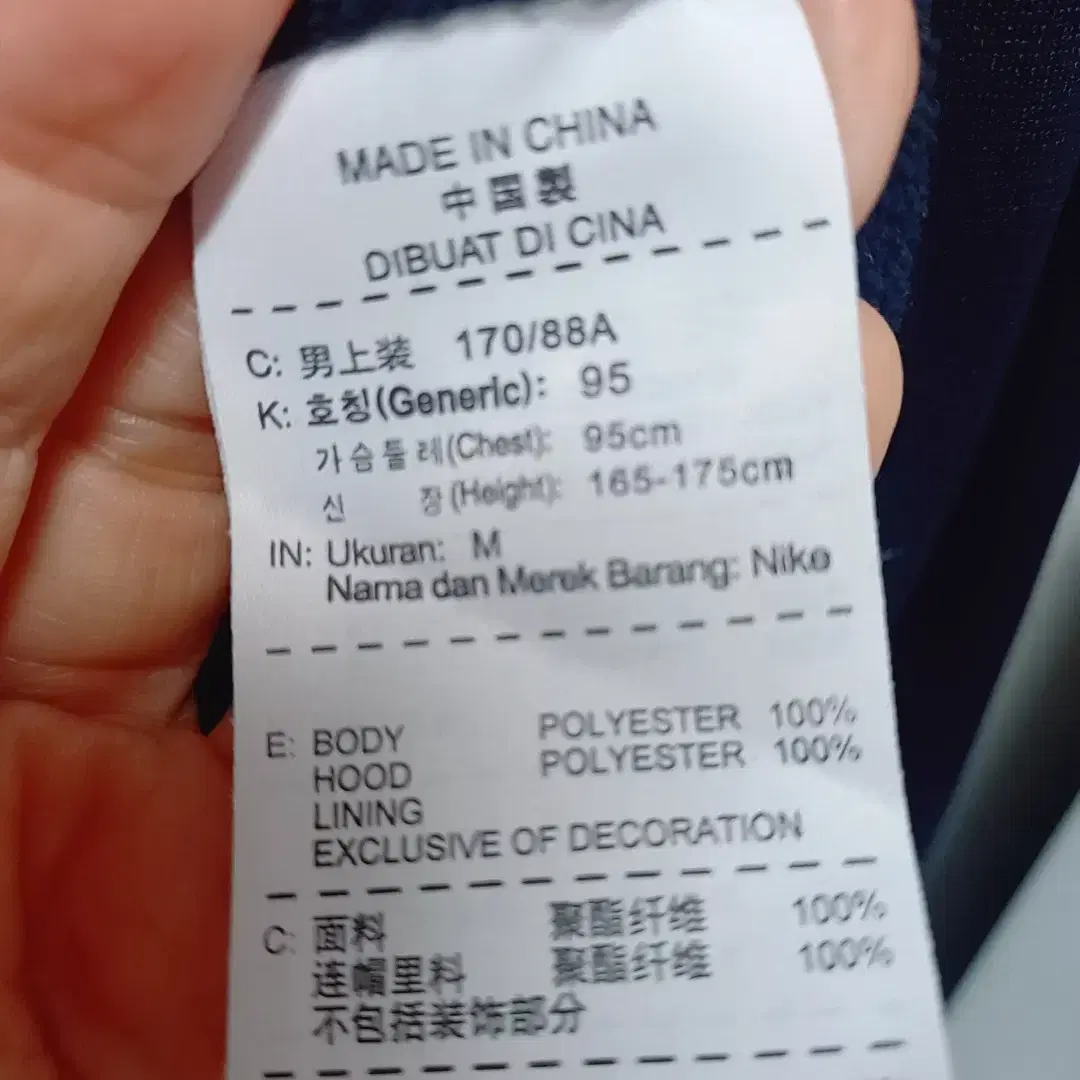 MADE IN CHINA
中国製
DIBUAT DI CINA
C: 男上装 170/88A
K: 호칭(Generic): 95
가슴둘레(Chest): 95cm
신 장(Height): 165-175cm
IN: Ukuran: M
Nama dan Merek Barang: Nike
E: BODY POLYESTER 100%
HOOD POLYESTER 100%
LINING
EXCLUSIVE OF DECORATION
C: 面料 聚酯纤维 100%
连帽里料 聚酯纤维 100%
不包括装饰部分